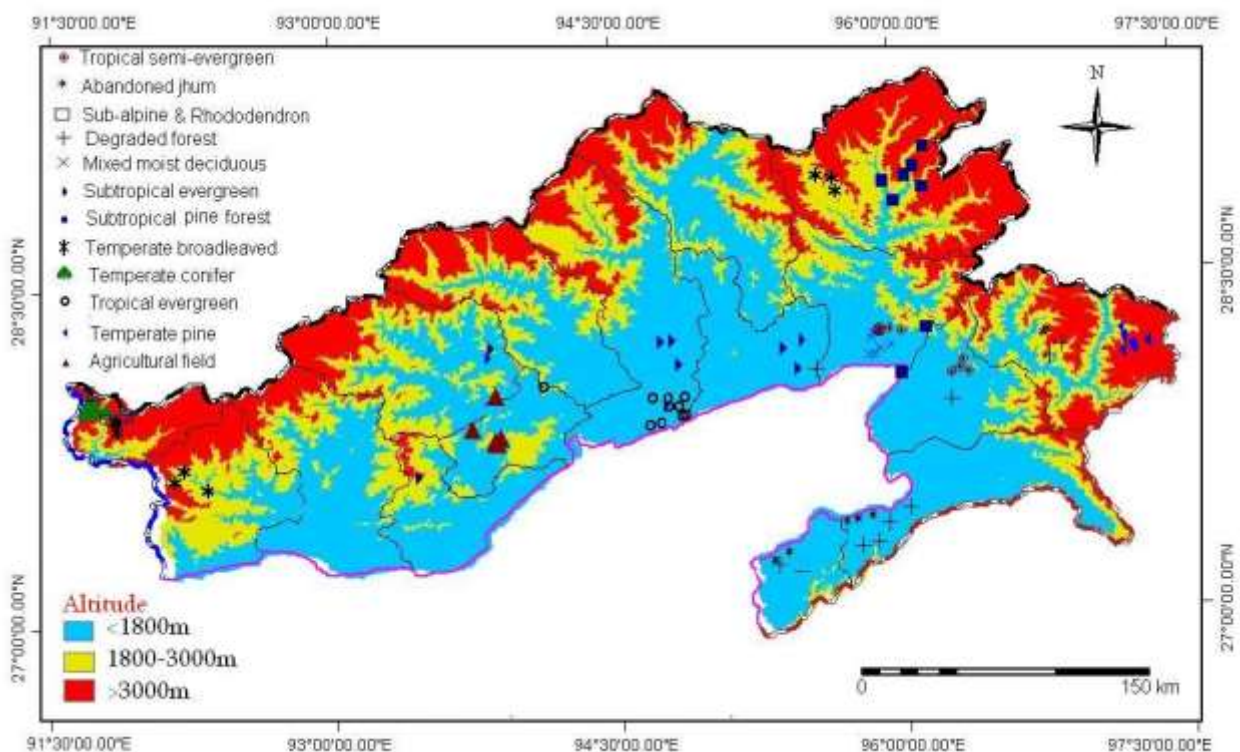 91°30'00.00"E 93°00'00.00"E 94°30'00.00"E 96°00'00.00"E 97°30'00.00"E
Tropical semi-evergreen
Abandoned jhum
Sub-alpine & Rhododendron
Degraded forest
Mixed moist deciduous
Subtropical evergreen
Subtropical pine forest
Temperate broadleaved
Temperate conifer
Tropical evergreen
Temperate pine
Agricultural field
N
28°30'00.00"N
28°30'00.00"N
27°00'00.00"N
27°00'00.00"N
Altitude
<1800m
1800-3000m
>3000m
0 150 km
91°30'00.00"E 93°00'00.00"E 94°30'00.00"E 96°00'00.00"E 97°30'00.00"E